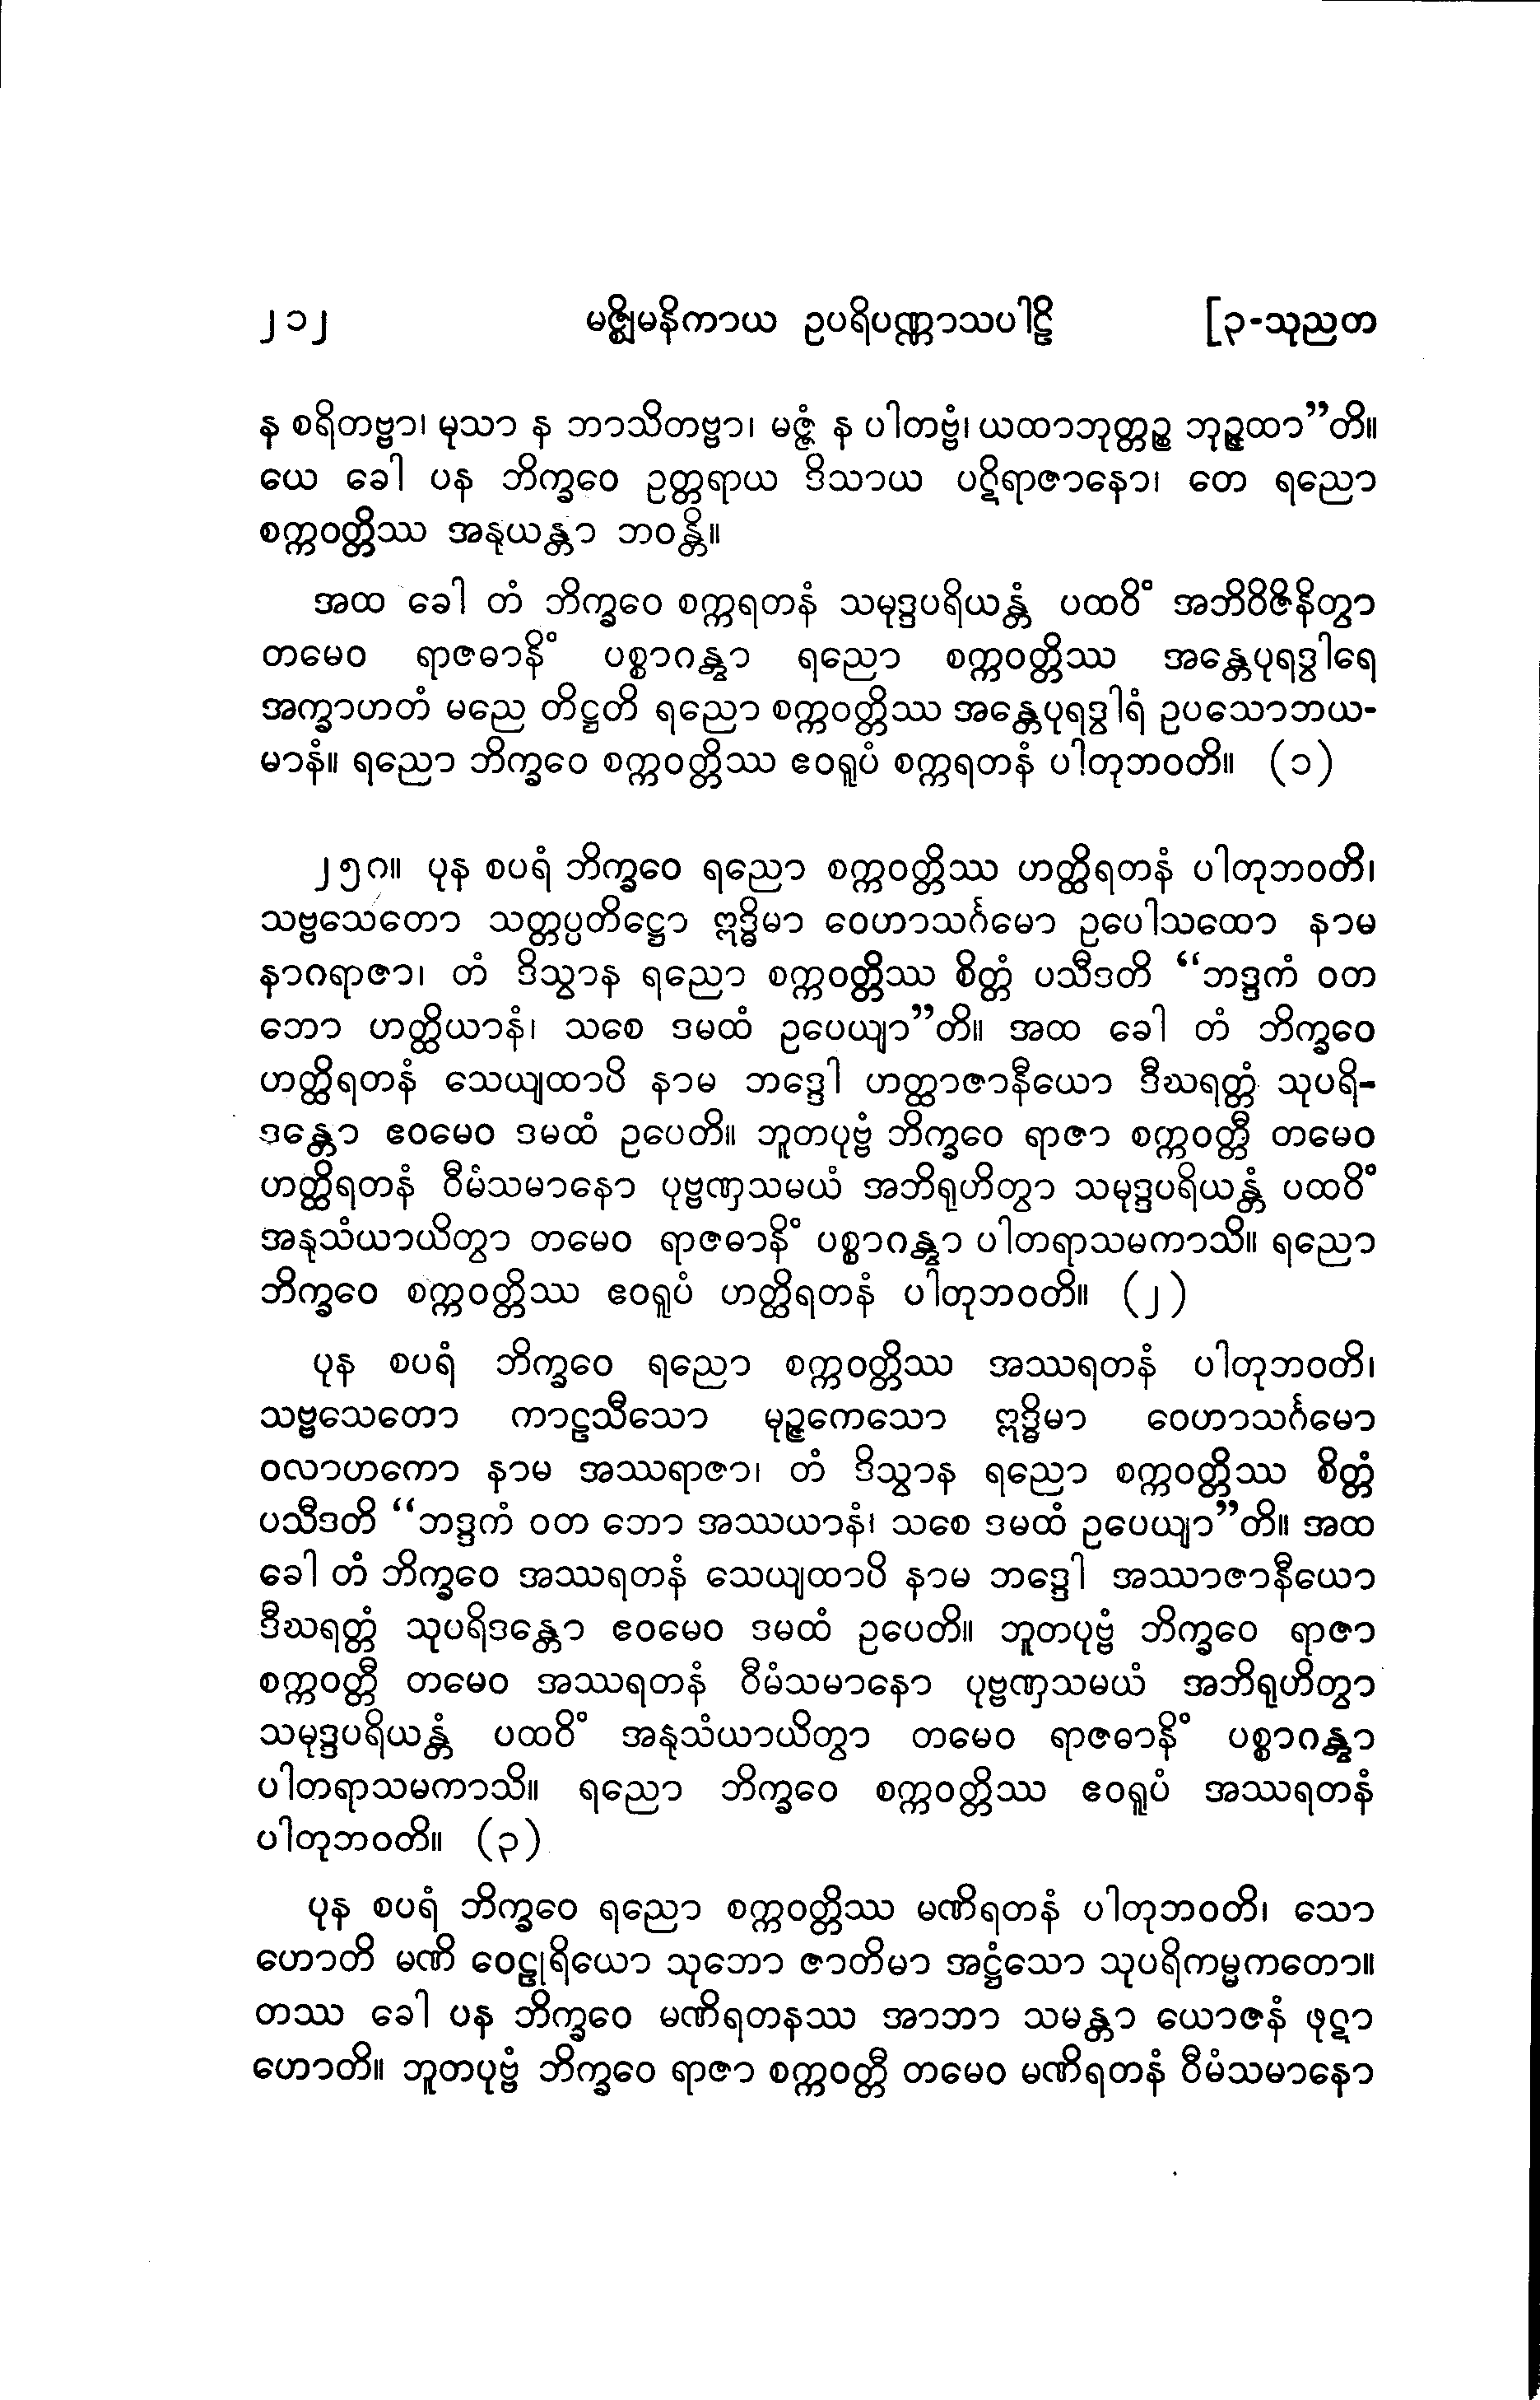 ၂၁၂ မဇ္ဈိမနိကာယ ဥပရိပဏ္ဏာသပါဠိ [၃-သုညတ
န စရိတဗ္ဗာ၊ မုသာ န ဘာသိတဗ္ဗာ၊ မဇ္ဇံ န ပါတဗ္ဗံ၊ ယထာဘုတ္တဉ္စ ဘုဉ္ဇထာ”တိ။
ယေ ခေါ ပန ဘိက္ခဝေ ဥတ္တရာယ ဒိသာယ ပဋိရာဇာနော၊ တေ ရညော
စက္ကဝတ္တိဿ အနုယန္တာ ဘဝန္တိ။
အထ ခေါ တံ ဘိက္ခဝေ စက္ကရတနံ သမုဒ္ဒပရိယန္တံ ပထဝိံ အဘိဝိဇိနိတွာ
တမေဝ ရာဇဓာနိံ ပစ္စာဂန္တွာ ရညော စက္ကဝတ္တိဿ အန္တေပုရဒွါရေ
အက္ခာဟတံ မညေ တိဋ္ဌတိ ရညော စက္ကဝတ္တိဿ အန္တေပုရဒွါရံ ဥပသောဘယ-
မာနံ။ ရညော ဘိက္ခဝေ စက္ကဝတ္တိဿ ဧဝရူပံ စက္ကရတနံ ပါတုဘဝတိ။ (၁)
၂၅၈။ ပုန စပရံ ဘိက္ခဝေ ရညော စက္ကဝတ္တိဿ ဟတ္ထိရတနံ ပါတုဘဝတိ၊
သဗ္ဗသေတော သတ္တပ္ပတိဋ္ဌော ဣဒ္ဓိမာ ဝေဟာသင်္ဂမော ဥပေါသထော နာမ
နာဂရာဇာ၊ တံ ဒိသွာန ရညော စက္ကဝတ္တိဿ စိတ္တံ ပသီဒတိ “ဘဒ္ဒကံ ဝတ
ဘော ဟတ္ထိယာနံ၊ သစေ ဒမထံ ဥပေယျာ”တိ။ အထ ခေါ တံ ဘိက္ခဝေ
ဟတ္ထိရတနံ သေယျထာပိ နာမ ဘဒ္ဒေါ ဟတ္ထာဇာနီယော ဒီဃရတ္တံ သုပရိ-
ဒန္တော ဧဝမေဝ ဒမထံ ဥပေတိ။ ဘူတပုဗ္ဗံ ဘိက္ခဝေ ရာဇာ စက္ကဝတ္တီ တမေဝ
ဟတ္ထိရတနံ ဝီမံသမာနော ပုဗ္ဗဏှသမယံ အဘိရုဟိတွာ သမုဒ္ဒပရိယန္တံ ပထဝိံ
အနုသံယာယိတွာ တမေဝ ရာဇဓာနိံ ပစ္စာဂန္တွာ ပါတရာသမကာသိ။ ရညော
ဘိက္ခဝေ စက္ကဝတ္တိဿ ဧဝရူပံ ဟတ္ထိရတနံ ပါတုဘဝတိ။ (၂)
ပုန စပရံ ဘိက္ခဝေ ရညော စက္ကဝတ္တိဿ အဿရတနံ ပါတုဘဝတိ၊
သဗ္ဗသေတော ကာဠသီသော မုဉ္ဇကေသော ဣဒ္ဓိမာ ဝေဟာသင်္ဂမော
ဝလာဟကော နာမ အဿရာဇာ၊ တံ ဒိသွာန ရညော စက္ကဝတ္တိဿ စိတ္တံ
ပသီဒတိ “ဘဒ္ဒကံ ဝတ ဘော အဿယာနံ၊ သစေ ဒမထံ ဥပေယျာ”တိ။ အထ
ခေါ တံ ဘိက္ခဝေ အဿရတနံ သေယျထာပိ နာမ ဘဒ္ဒေါ အဿာဇာနီယော
ဒီဃရတ္တံ သုပရိဒန္တော ဧဝမေဝ ဒမထံ ဥပေတိ။ ဘူတပုဗ္ဗံ ဘိက္ခဝေ ရာဇာ
စက္ကဝတ္တီ တမေဝ အဿရတနံ ဝီမံသမာနော ပုဗ္ဗဏှသမယံ အဘိရုဟိတွာ
သမုဒ္ဒပရိယန္တံ ပထဝိံ အနုသံယာယိတွာ တမေဝ ရာဇဓာနိံ ပစ္စာဂန္တွာ
ပါတရာသမကာသိ။ ရညော ဘိက္ခဝေ စက္ကဝတ္တိဿ ဧဝရူပံ အဿရတနံ
ပါတုဘဝတိ။ (၃)
ပုန စပရံ ဘိက္ခဝေ ရညော စက္ကဝတ္တိဿ မဏိရတနံ ပါတုဘဝတိ၊ သော
ဟောတိ မဏိ ဝေဠုရိယော သုဘော ဇာတိမာ အဋ္ဌံသော သုပရိကမ္မကတော။
တဿ ခေါ ပန ဘိက္ခဝေ မဏိရတနဿ အာဘာ သမန္တာ ယောဇနံ ဖုဋာ
ဟောတိ။ ဘူတပုဗ္ဗံ ဘိက္ခဝေ ရာဇာ စက္ကဝတ္တီ တမေဝ မဏိရတနံ ဝီမံသမာနော